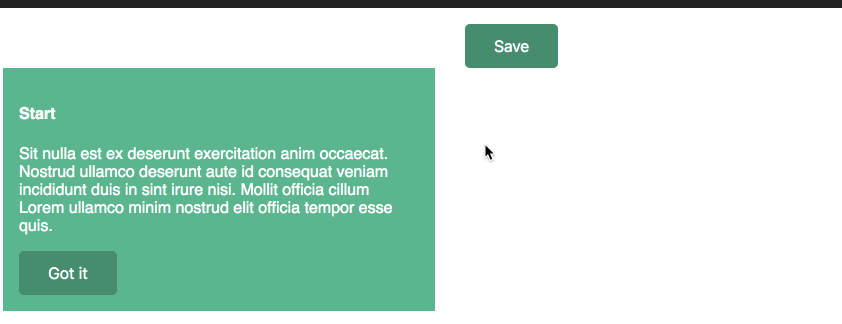 Save
Start
Sit nulla est ex deserunt exercitation anim occaecat.
Nostrud ullamco deserunt aute id consequat veniam
incididunt duis in sint irure nisi. Mollit officia cillum
Lorem ullamco minim nostrud elit officia tempor esse
quis.
Got it